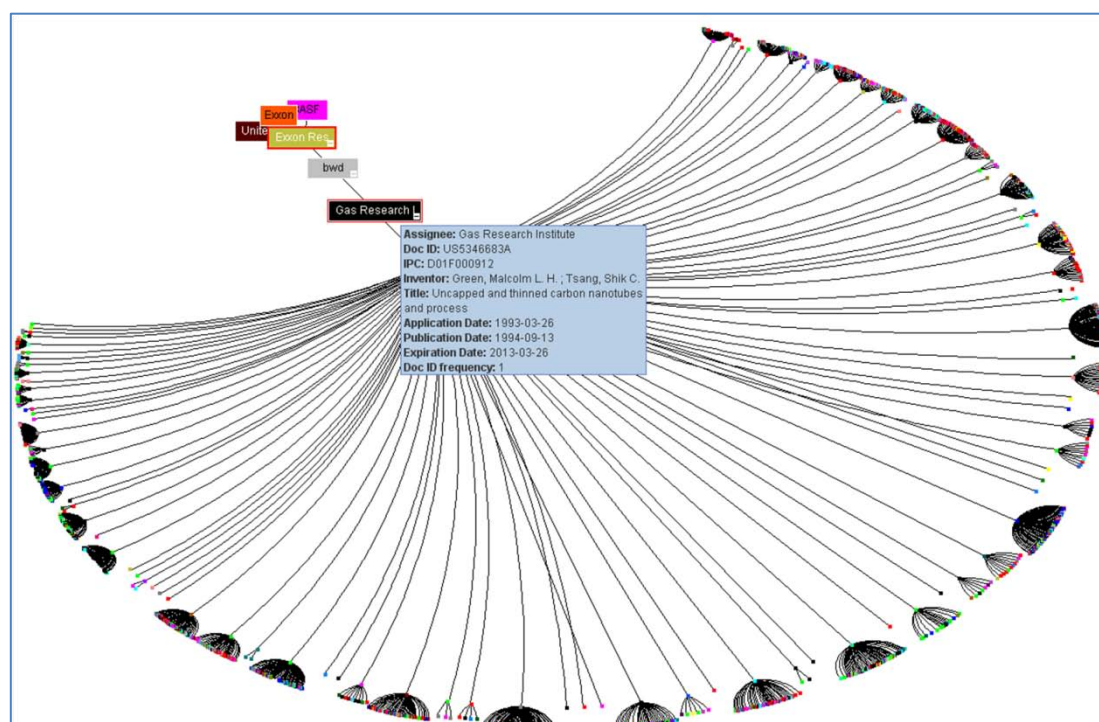 ASF
Exxon
Unite
Exxon Res
bwd
Gas Research I
Assignee: Gas Research Institute
Doc ID: US5346683A
IPC: D01F000912
Inventor: Green, Malcolm L. H. ; Tsang, Shik C.
Title: Uncapped and thinned carbon nanotubes
and process
Application Date: 1993-03-26
Publication Date: 1994-09-13
Expiration Date: 2013-03-26
Doc ID frequency: 1